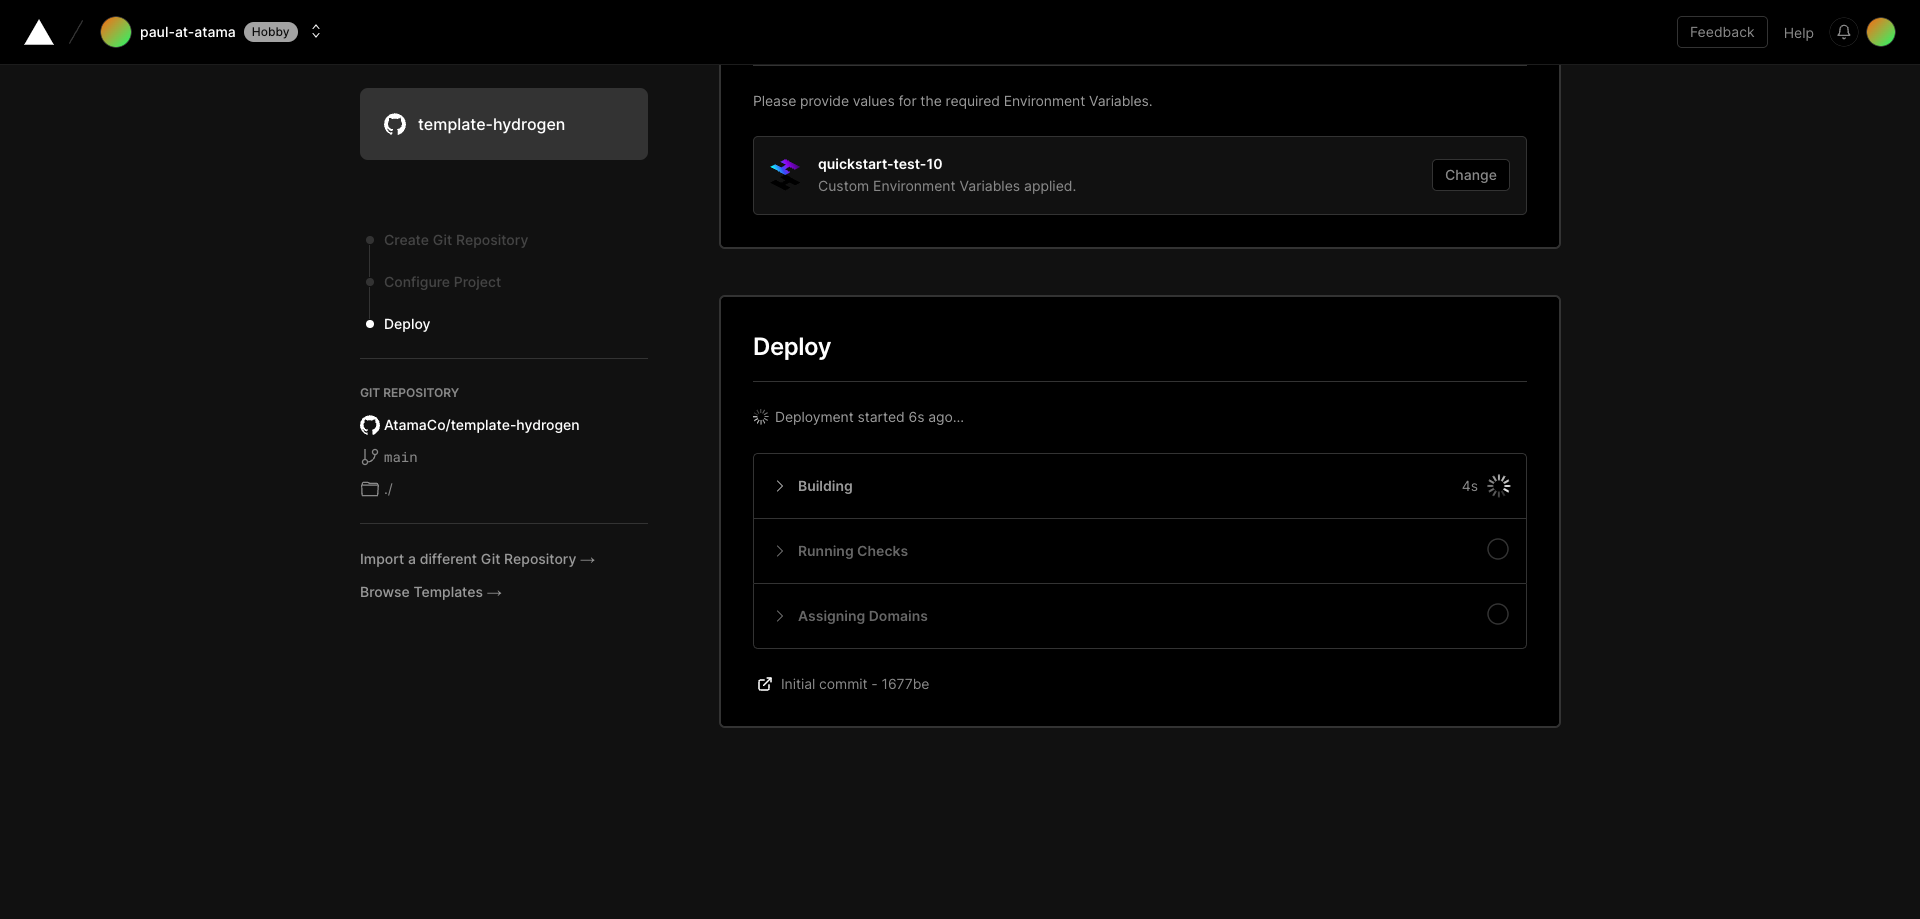 paul-at-atama Hobby
Feedback
Help
template-hydrogen
Create Git Repository
Configure Project
Deploy
GIT REPOSITORY
AtamaCo/template-hydrogen
main
./
Import a different Git Repository →
Browse Templates →
Please provide values for the required Environment Variables.
quickstart-test-10
Custom Environment Variables applied.
Change
Deploy
Deployment started 6s ago...
Building 4s
Running Checks
Assigning Domains
Initial commit - 1677be